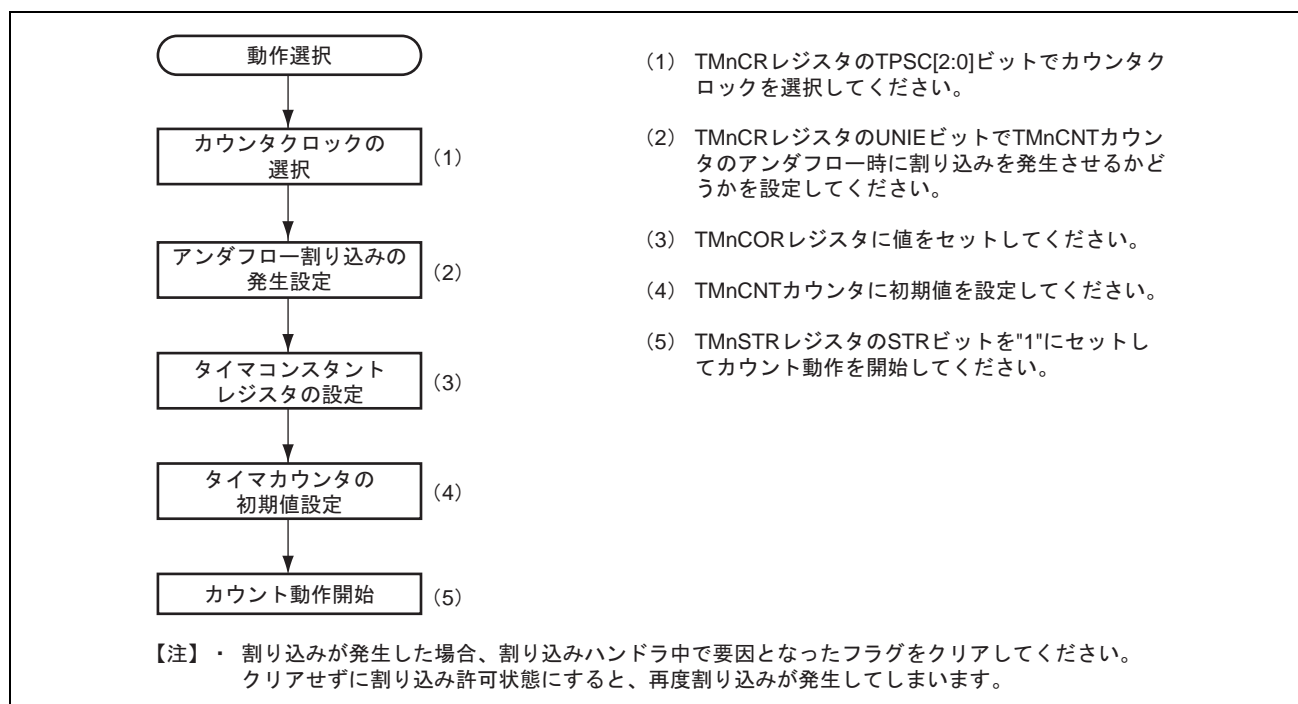 動作選択
カウンタクロックの
選択
(1)
アンダフロー割り込みの
発生設定
(2)
タイマコンスタント
レジスタの設定
(3)
タイマカウンタの
初期値設定
(4)
カウント動作開始
(5)
(1) TMnCRレジスタのTPSC[2:0]ビットでカウンタク
ロックを選択してください。
(2) TMnCRレジスタのUNIEビットでTMnCNTカウン
タのアンダフロー時に割り込みを発生させるかど
うかを設定してください。
(3) TMnCORレジスタに値をセットしてください。
(4) TMnCNTカウンタに初期値を設定してください。
(5) TMnSTRレジスタのSTRビットを"1"にセットし
てカウント動作を開始してください。
【注】・ 割り込みが発生した場合、割り込みハンドラ中で要因となったフラグをクリアしてください。
クリアせずに割り込み許可状態にすると、再度割り込みが発生してしまいます。